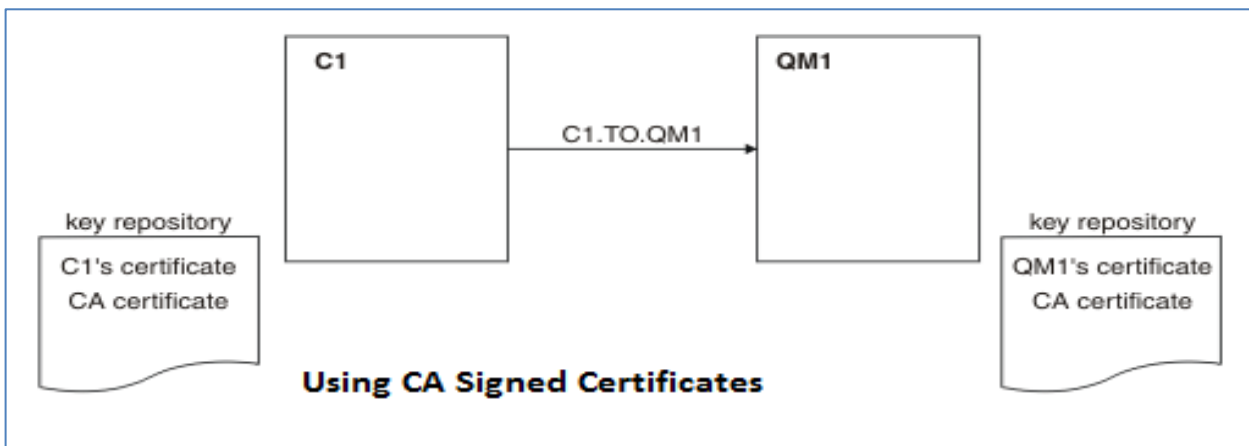 C1
QM1
C1.TO.QM1
key repository
C1's certificate
CA certificate
key repository
QM1's certificate
CA certificate
Using CA Signed Certificates